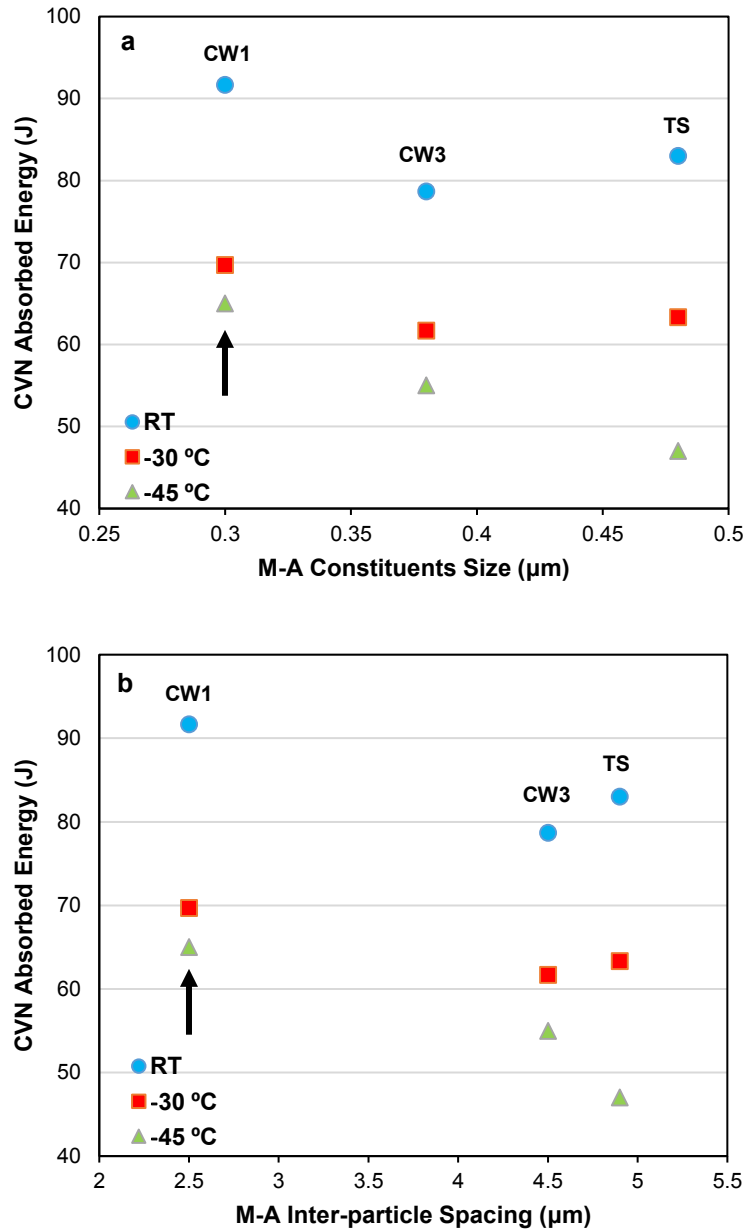 100
a
CW1
90
TS
CW3
80
70
60
50
RT
-30 ºC
-45 ºC
40
0.25 0.3 0.35 0.4 0.45 0.5
M-A Constituents Size (µm)
CVN Absorbed Energy (J)
100
b
CW1
90
TS
CW3
80
70
60
50
RT
-30 ºC
-45 ºC
40
2 2.5 3 3.5 4 4.5 5 5.5
M-A Inter-particle Spacing (µm)
CVN Absorbed Energy (J)